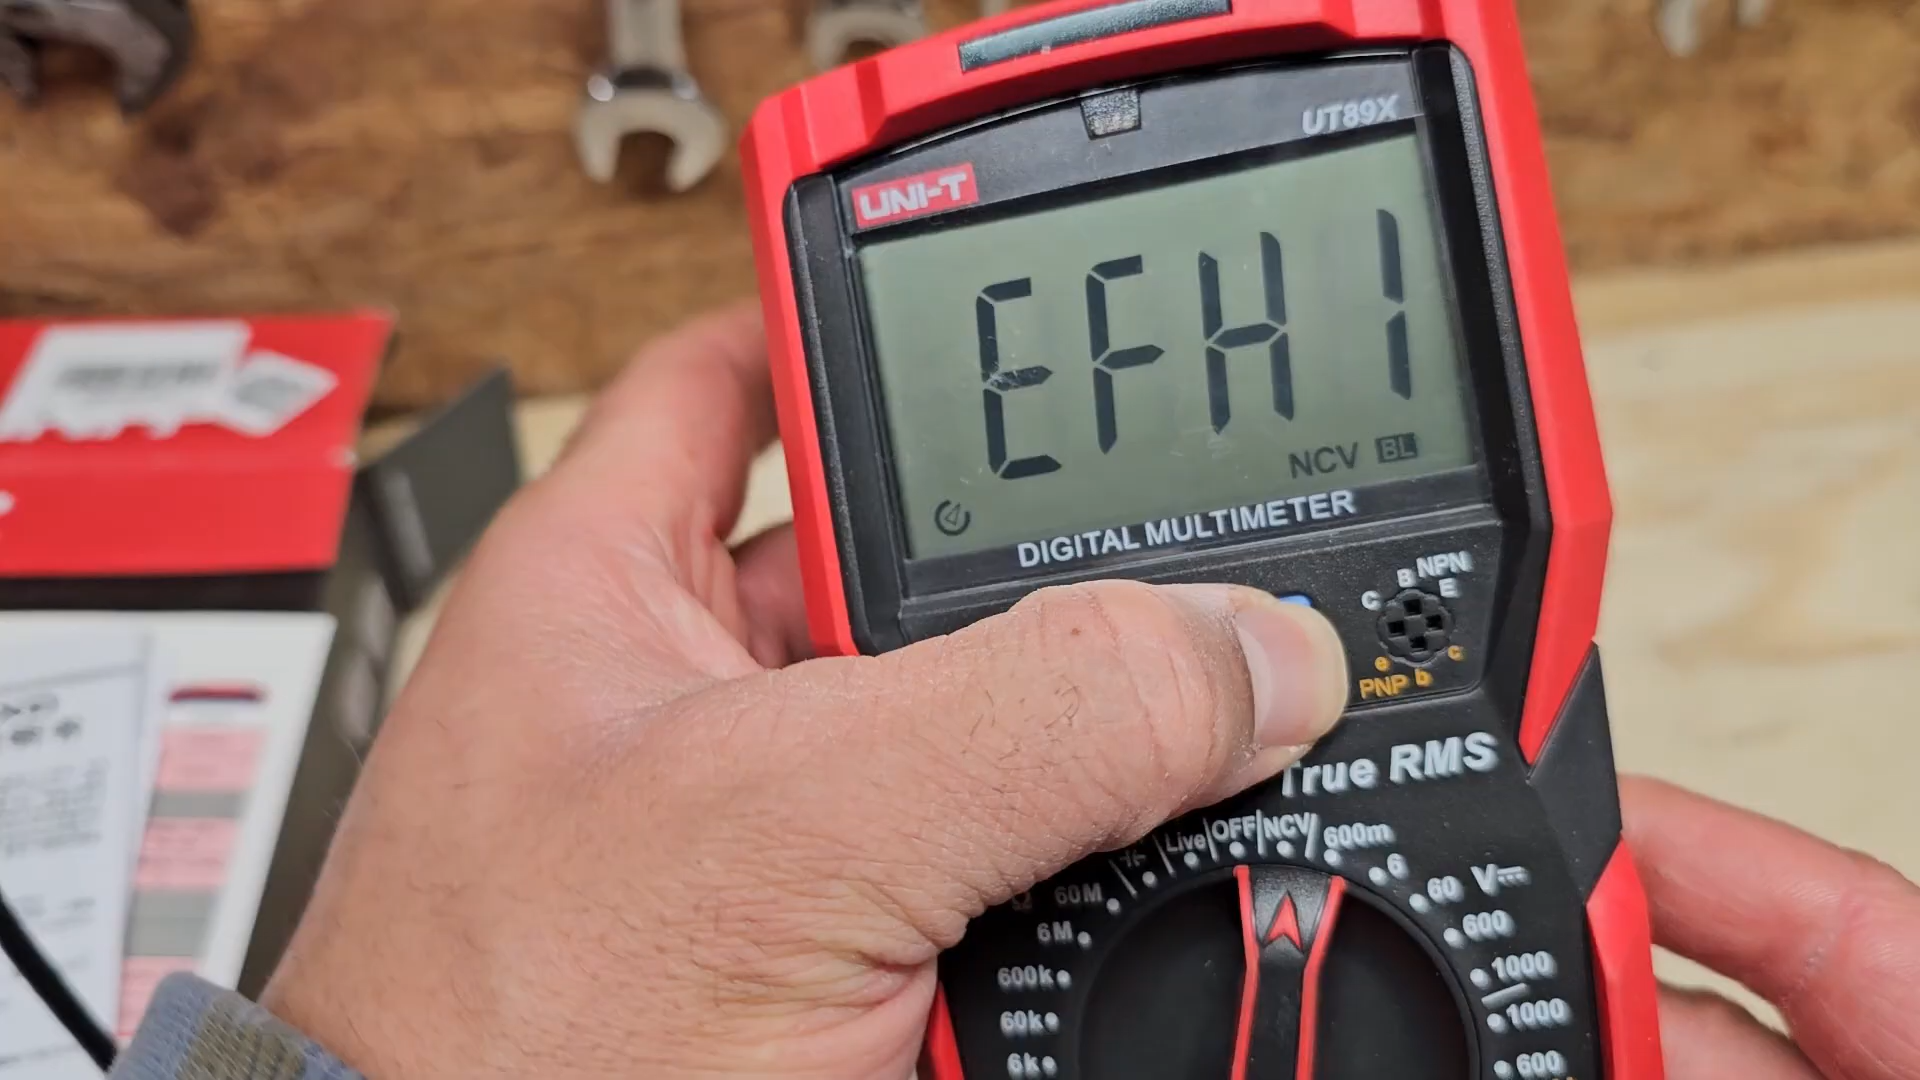 UT89X
UNI-T
EFHI
NCV BL
DIGITAL MULTIMETER
B NPN
C E
e c
PNP b
True RMS
Live OFF NCV 600m
6
60M Ω 60 V
6M 600
600k 1000
60k 1000
6k 600